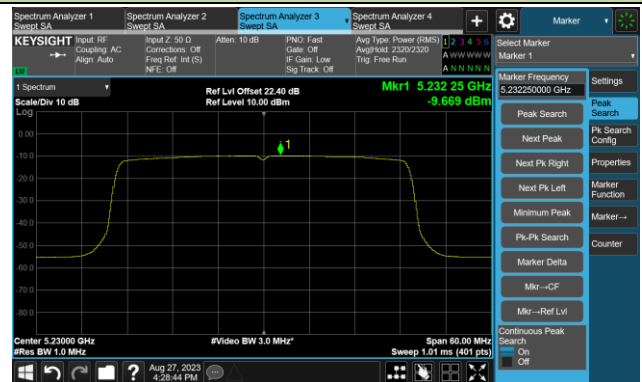 Spectrum Analyzer 1
Swept SA
Spectrum Analyzer 2
Swept SA
Spectrum Analyzer 3
Swept SA
Spectrum Analyzer 4
Swept SA
Marker
KEYSIGHT
Input: RF
Coupling: AC
Align: Auto
Input Z: 50 Ω
Corrections: Off
Freq Ref: Int (S)
NFE: Off
Atten: 10 dB
PNO: Fast
Gate: Off
IF Gain: Low
Sig Track: Off
Avg Type: Power (RMS)
Avg|Hold: 2320/2320
Trig: Free Run
1 2 3 4 5 6
A W W W W W
A N N N N N
Select Marker
Marker 1
Marker Frequency
5.232250000 GHz
Settings
Peak Search
Next Peak
Next Pk Right
Next Pk Left
Minimum Peak
Pk-Pk Search
Marker Delta
Mkr→CF
Mkr→Ref Lvl
Continuous Peak
Search
On
Off
Peak
Search
Pk Search
Config
Properties
Marker
Function
Marker→
Counter
1 Spectrum
Scale/Div 10 dB
Log
Ref Lvl Offset 22.40 dB
Ref Level 10.00 dBm
Mkr1 5.232 25 GHz
-9.669 dBm
1
0.00
-10.0
-20.0
-30.0
-40.0
-50.0
-60.0
-70.0
-80.0
Center 5.23000 GHz
#Res BW 1.0 MHz
#Video BW 3.0 MHz*
Span 60.00 MHz
Sweep 1.01 ms (401 pts)
?
Aug 27, 2023
4:28:44 PM